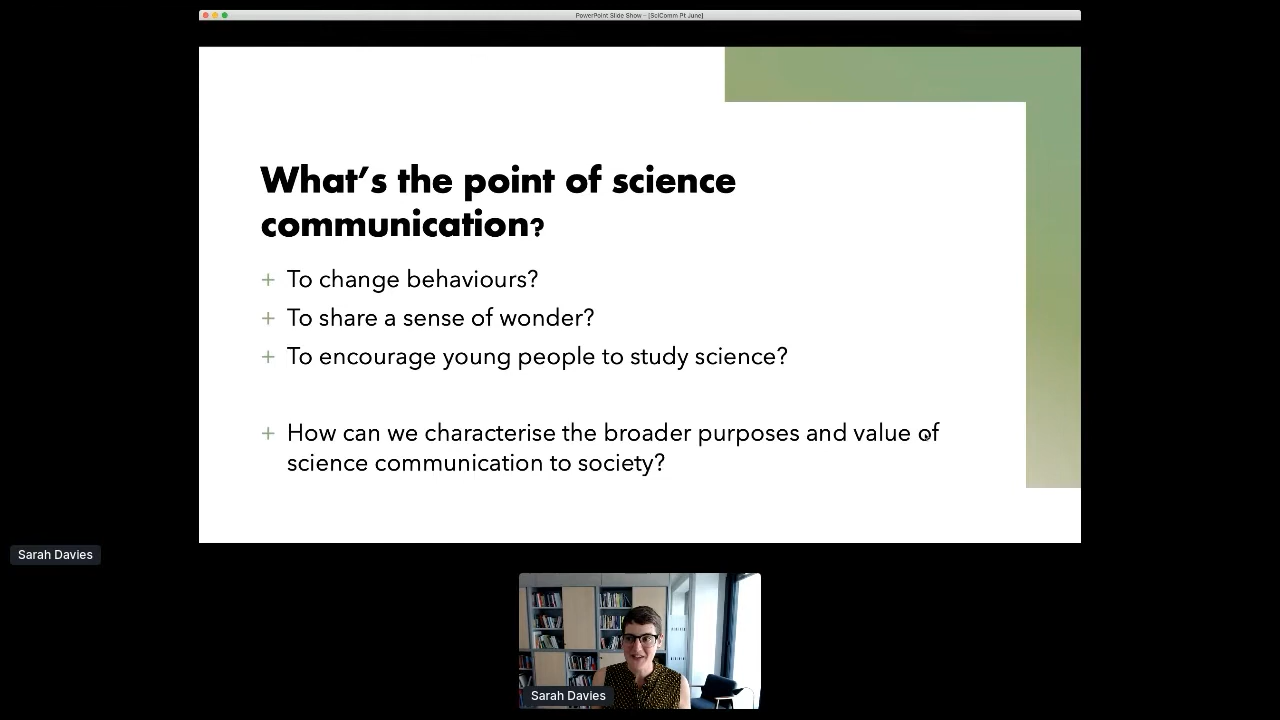 PowerPoint Slide Show - [SciComm Pt June]
What's the point of science
communication?
+ To change behaviours?
+ To share a sense of wonder?
+ To encourage young people to study science?
+ How can we characterise the broader purposes and value of
science communication to society?
Sarah Davies
Sarah Davies